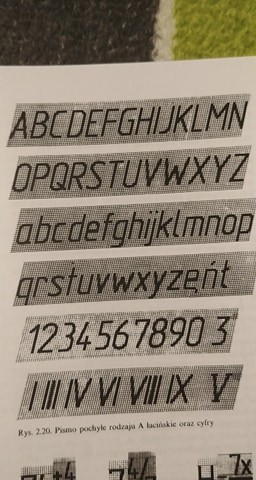 ABCDEFGHIJKLMN
OPQRSTUVWXYZ
abcdefghijklmnop
qrstuvwxyzęńt
1234567890 3
I II III IV VI VIII IX V
Rys. 2.20. Pismo pochyłe rodzaju A łacińskie oraz cyfry